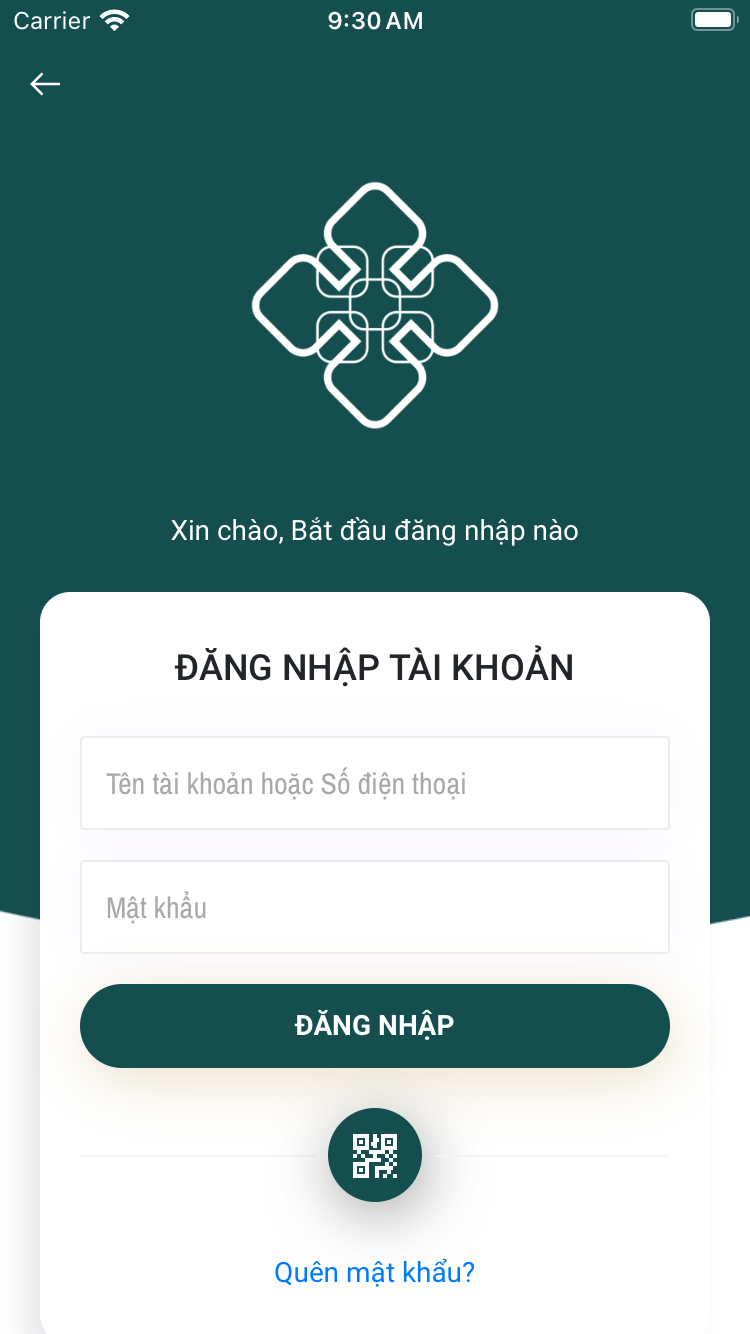 Carrier 9:30 AM
Xin chào, Bắt đầu đăng nhập nào
ĐĂNG NHẬP TÀI KHOẢN
Tên tài khoản hoặc Số điện thoại
Mật khẩu
ĐĂNG NHẬP
Quên mật khẩu?